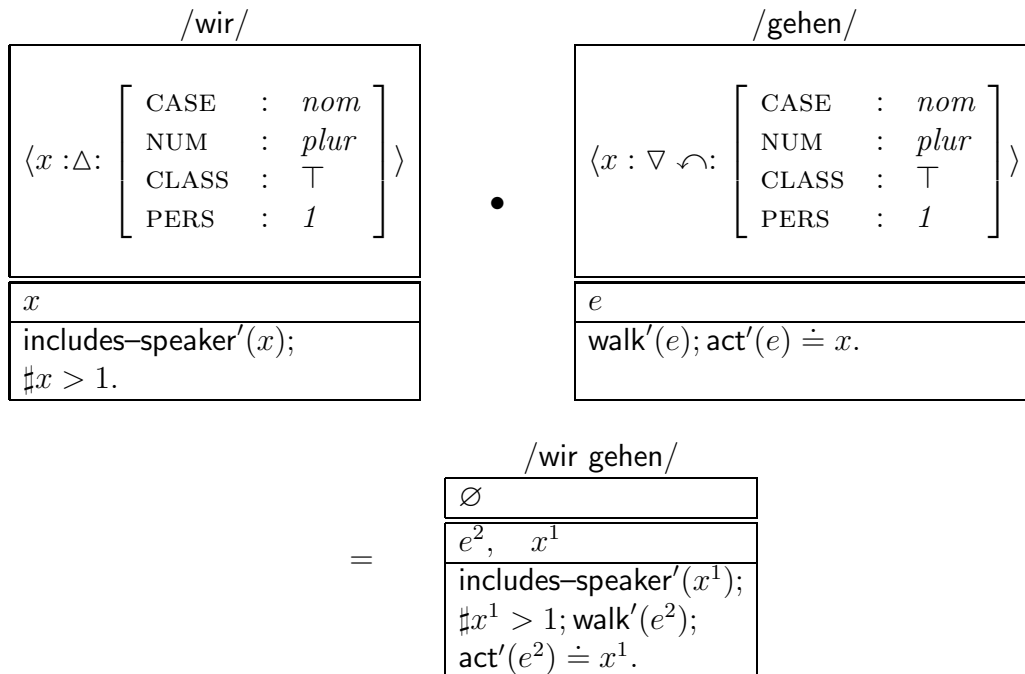 /wir/ /gehen/
⟨x :△: [ CASE : nom
NUM : plur
CLASS : ⊤
PERS : 1 ] ⟩
•
⟨x : ▽ ↶: [ CASE : nom
NUM : plur
CLASS : ⊤
PERS : 1 ] ⟩
x
includes–speaker′(x);
♯x > 1.
e
walk′(e); act′(e) ≐ x.
/wir gehen/
=
∅
e², x¹
includes–speaker′(x¹);
♯x¹ > 1; walk′(e²);
act′(e²) ≐ x¹.